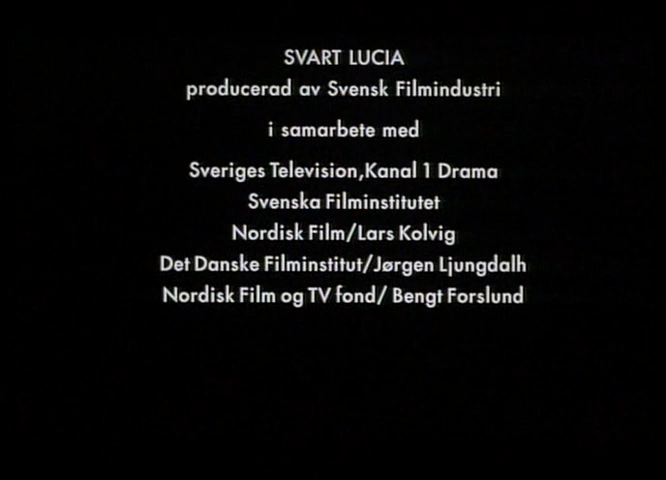 SVART LUCIA
producerad av Svensk Filmindustri
i samarbete med
Sveriges Television,Kanal 1 Drama
Svenska Filminstitutet
Nordisk Film/Lars Kolvig
Det Danske Filminstitut/Jørgen Ljungdalh
Nordisk Film og TV fond/ Bengt Forslund